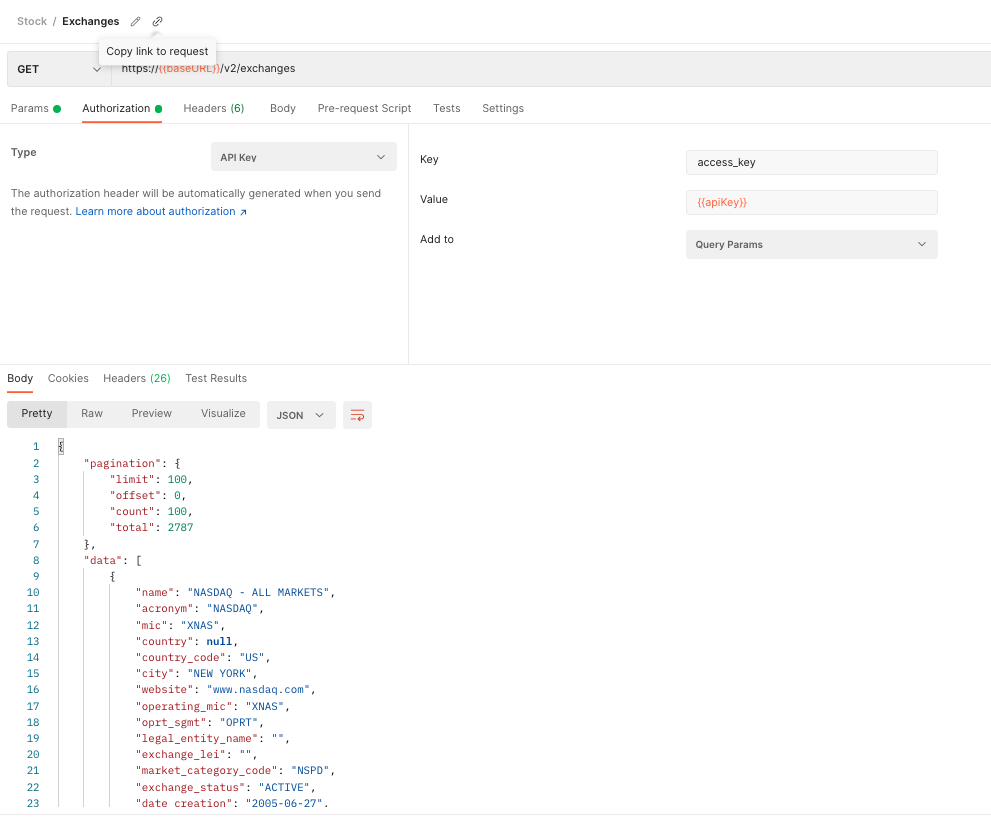 Stock / Exchanges
Copy link to request
GET
https://{{baseURL}}/v2/exchanges
Params Authorization Headers (6) Body Pre-request Script Tests Settings
Type
API Key
The authorization header will be automatically generated when you send
the request. Learn more about authorization ↗
Key
access_key
Value
{{apiKey}}
Add to
Query Params
Body Cookies Headers (26) Test Results
Pretty Raw Preview Visualize JSON
1 {
2 "pagination": {
3 "limit": 100,
4 "offset": 0,
5 "count": 100,
6 "total": 2787
7 },
8 "data": [
9 {
10 "name": "NASDAQ - ALL MARKETS",
11 "acronym": "NASDAQ",
12 "mic": "XNAS",
13 "country": null,
14 "country_code": "US",
15 "city": "NEW YORK",
16 "website": "www.nasdaq.com",
17 "operating_mic": "XNAS",
18 "oprt_sgmt": "OPRT",
19 "legal_entity_name": "",
20 "exchange_lei": "",
21 "market_category_code": "NSPD",
22 "exchange_status": "ACTIVE",
23 "date_creation": "2005-06-27",